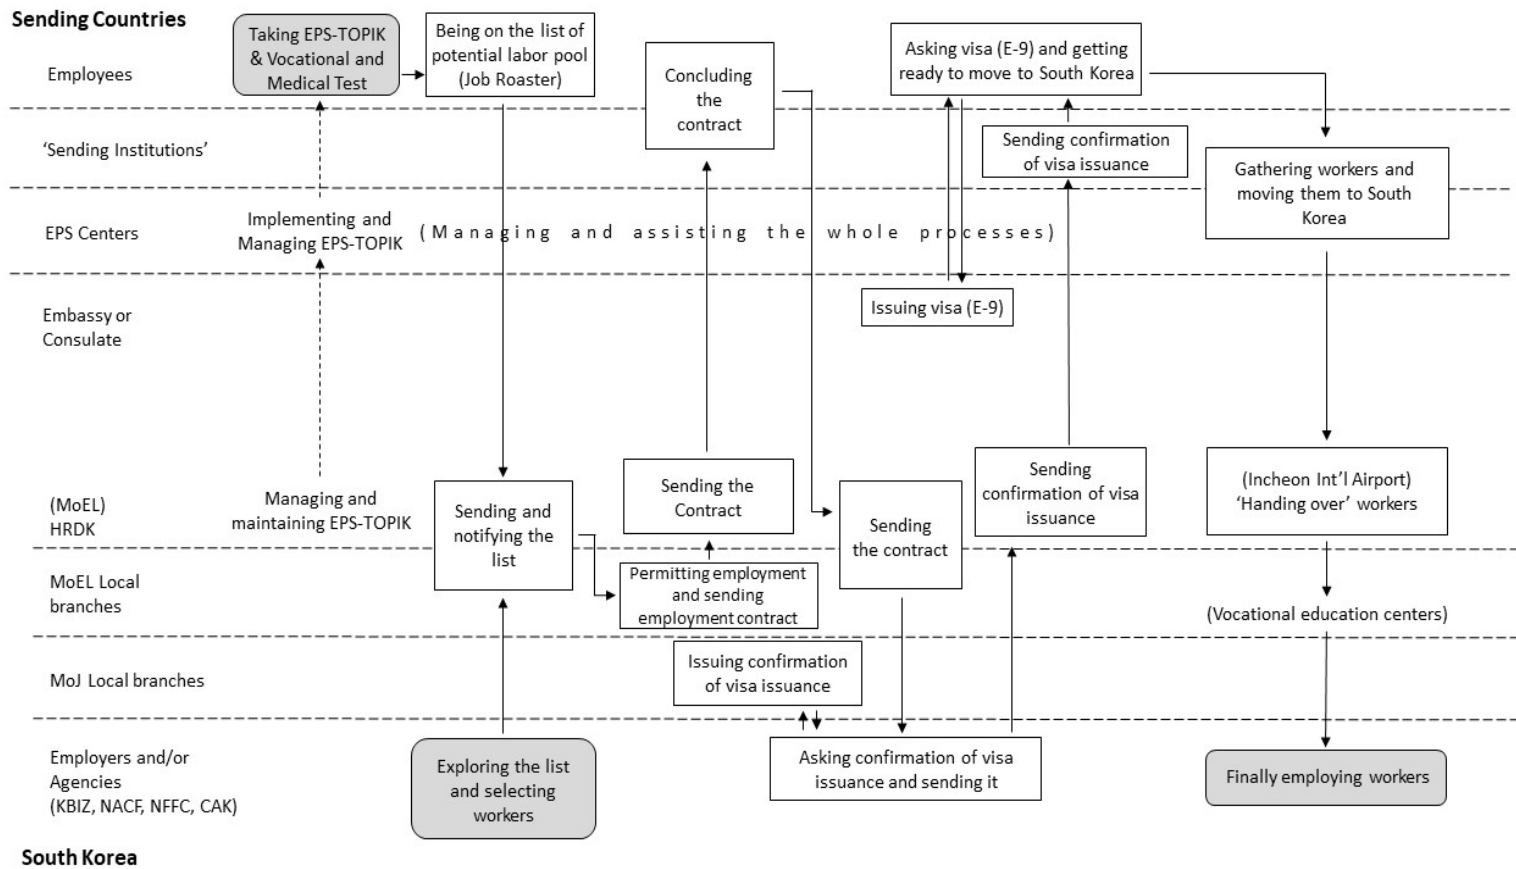 Sending Countries
Employees
Taking EPS-TOPIK
& Vocational and
Medical Test
Being on the list of
potential labor pool
(Job Roaster)
Concluding
the
contract
Asking visa (E-9) and getting
ready to move to South Korea
‘Sending Institutions’
Sending confirmation
of visa issuance
Gathering workers and
moving them to South
Korea
EPS Centers
Implementing and
Managing EPS-TOPIK
(Managing and assisting the whole processes)
Embassy or
Consulate
Issuing visa (E-9)
(MoEL)
HRDK
Managing and
maintaining EPS-TOPIK
Sending and
notifying the
list
Sending the
Contract
Sending
the contract
Sending
confirmation of visa
issuance
(Incheon Int’l Airport)
‘Handing over’ workers
MoEL Local
branches
Permitting employment
and sending
employment contract
(Vocational education centers)
MoJ Local branches
Issuing confirmation
of visa issuance
Employers and/or
Agencies
(KBIZ, NACF, NFFC, CAK)
Exploring the list
and selecting
workers
Asking confirmation of visa
issuance and sending it
Finally employing workers
South Korea